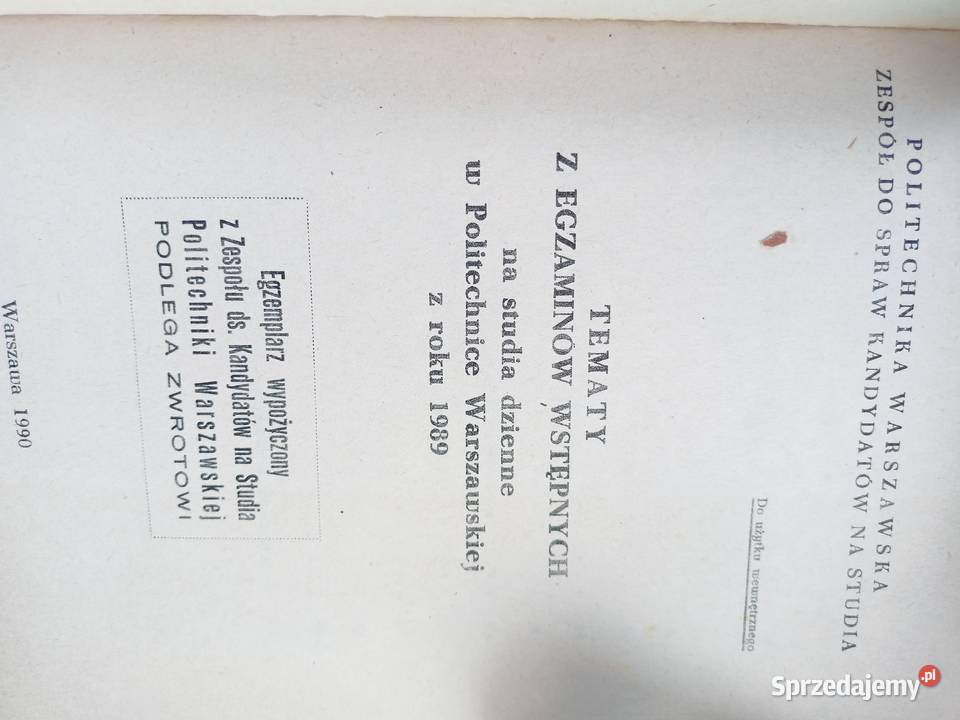 POLITECHNIKA WARSZAWSKA
ZESPÓŁ DO SPRAW KANDYDATÓW NA STUDIA
Do użytku wewnętrznego
TEMATY
Z EGZAMINÓW WSTĘPNYCH
na studia dzienne
w Politechnice Warszawskiej
z roku 1989
Egzemplarz wypożyczony
z Zespołu ds. Kandydatów na Studia
Politechniki Warszawskiej
PODLEGA ZWROTOWI
Warszawa 1990
Sprzedajemy.pl